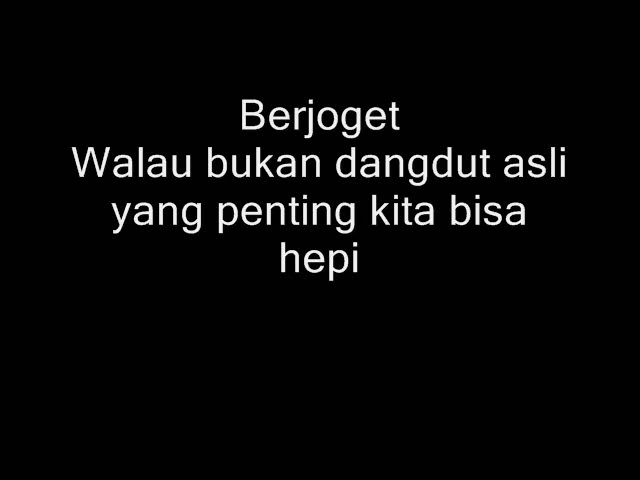 Berjoget
Walau bukan dangdut asli
yang penting kita bisa
hepi